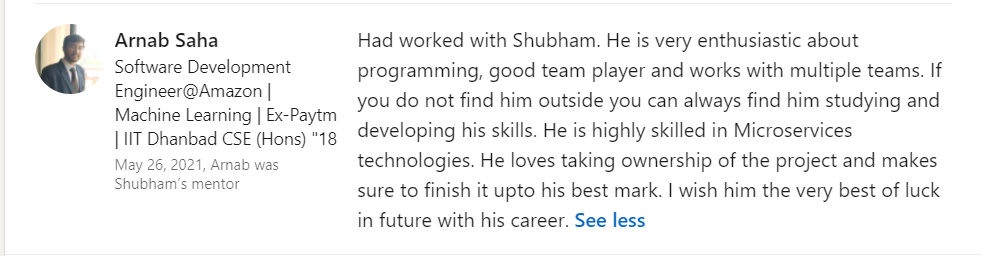 Arnab Saha
Software Development
Engineer@Amazon |
Machine Learning | Ex-Paytm
| IIT Dhanbad CSE (Hons) "18
May 26, 2021, Arnab was
Shubham's mentor
Had worked with Shubham. He is very enthusiastic about
programming, good team player and works with multiple teams. If
you do not find him outside you can always find him studying and
developing his skills. He is highly skilled in Microservices
technologies. He loves taking ownership of the project and makes
sure to finish it upto his best mark. I wish him the very best of luck
in future with his career. See less